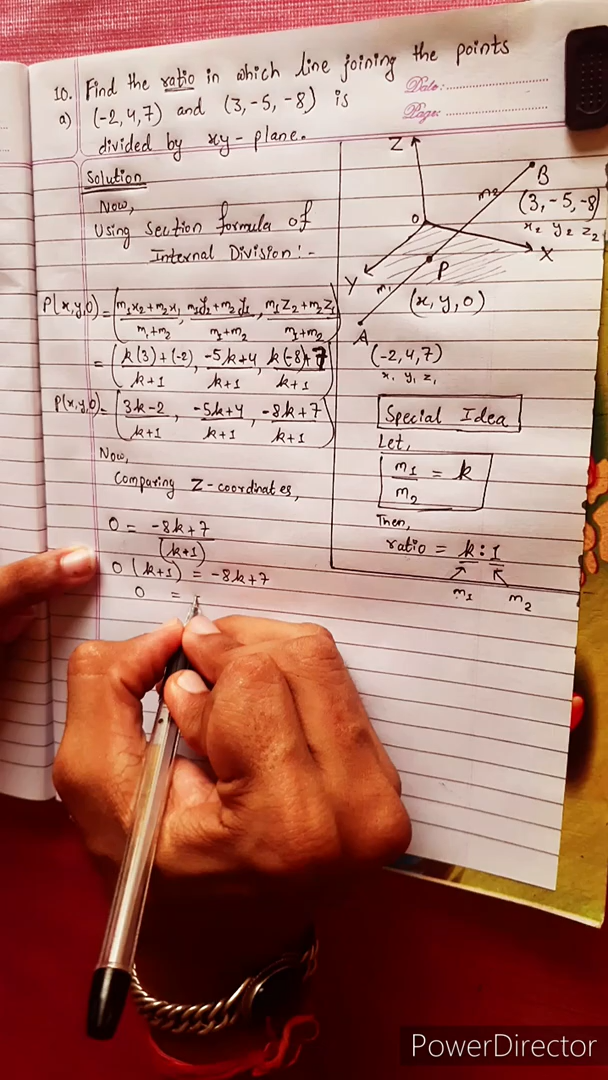 10. Find the ratio in which line joining the points
a) (-2,4,7) and (3,-5,-8) is
divided by xy-plane.
Date:
Page:
Solution
Now,
Using Section formula of
Internal Division:-
P(x,y,0)=(m₁x₂+m₂x₁/m₁+m₂, m₁y₂+m₂y₁/m₁+m₂, m₁z₂+m₂z₁/m₁+m₂)
=(k(3)+(-2)/k+1, -5k+4/k+1, k(-8)+7/k+1)
P(x,y,0)=(3k-2/k+1, -5k+4/k+1, -8k+7/k+1)
Now,
Comparing Z-coordinates,
0 = -8k+7/(k+1)
0(k+1) = -8k+7
0 =
Z
m₂
B
(3,-5,-8)
x₂ y₂ z₂
O
X
Y
P
m₁
(x,y,0)
A
(-2,4,7)
x₁ y₁ z₁
Special Idea
Let,
m₁/m₂ = k
Then,
ratio = k:1
m₁ m₂
PowerDirector